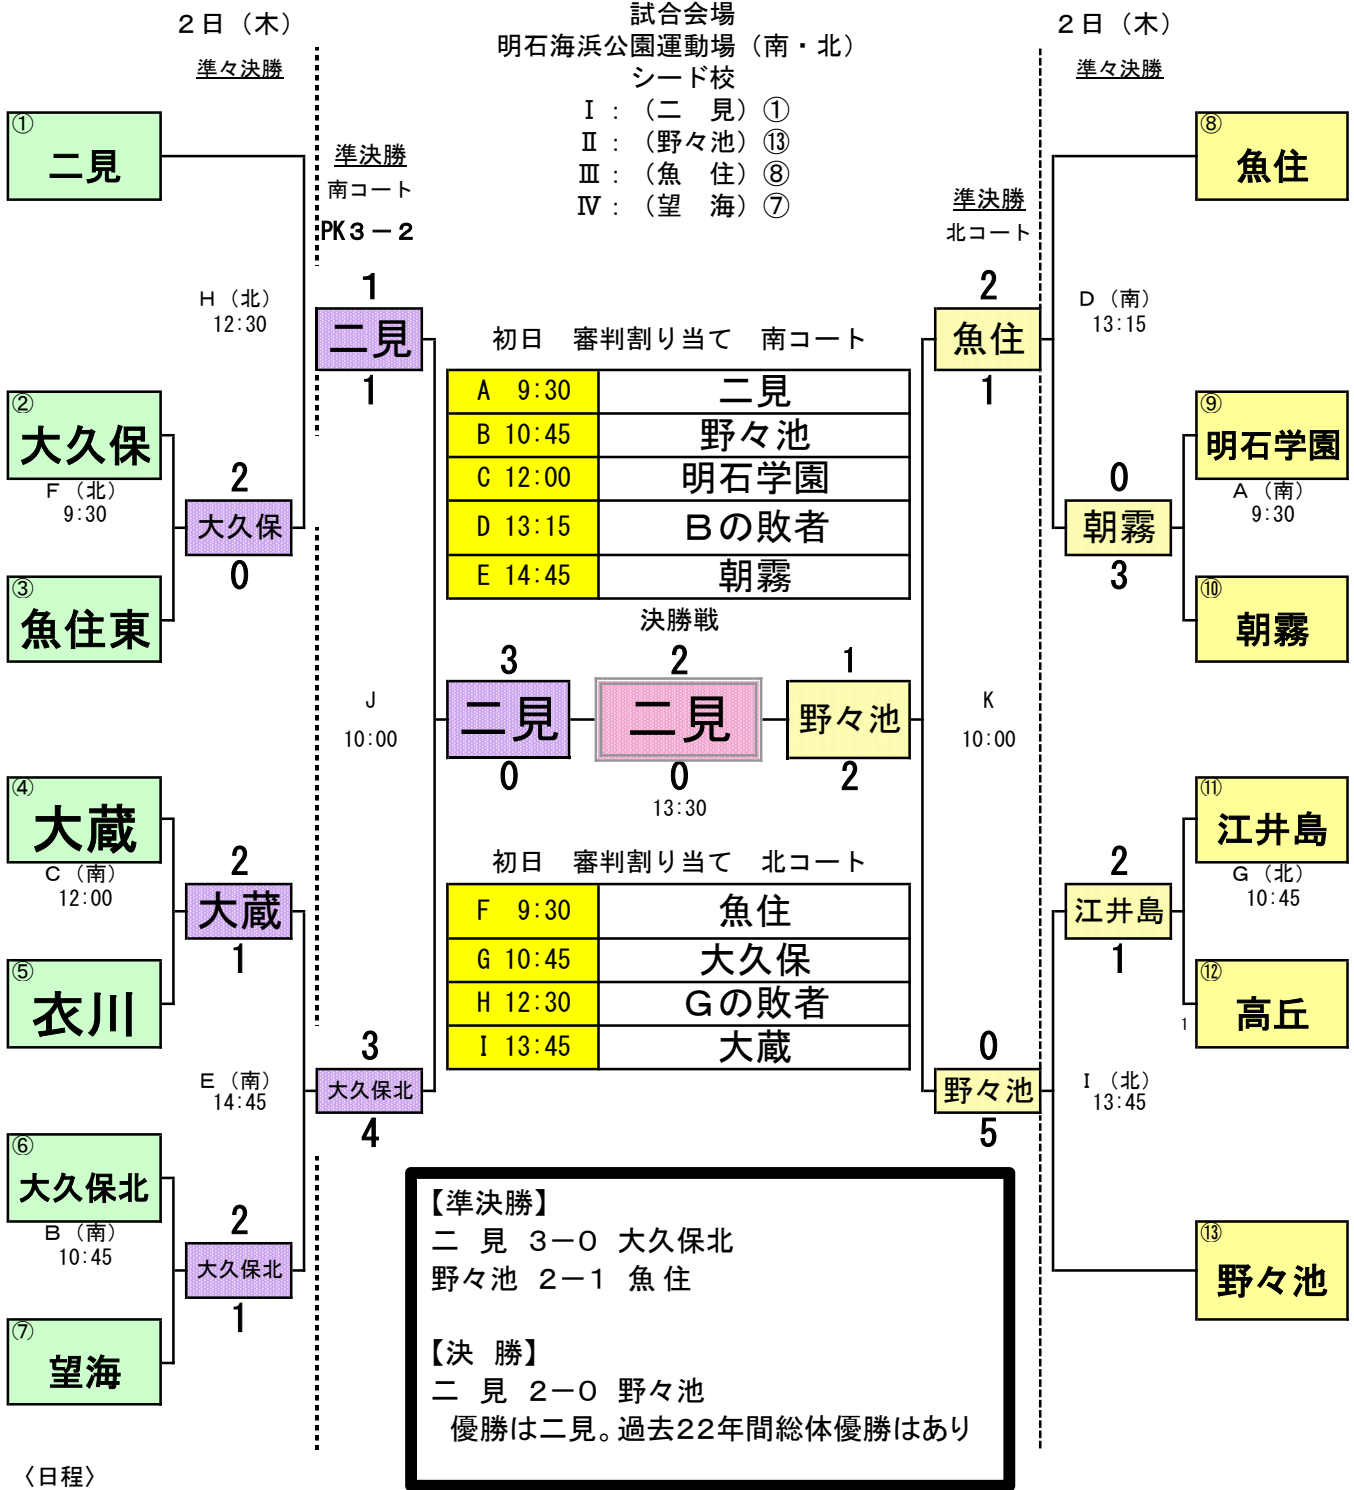 試合会場
明石海浜公園運動場（南・北）
シード校
Ⅰ：（二　見）①
Ⅱ：（野々池）⑬
Ⅲ：（魚　住）⑧
Ⅳ：（望　海）⑦
２日（木）
準々決勝
準決勝
南コート
PK３－２
①
二見
H（北）
12:30
1
二見
1
②
大久保
F（北）
9:30
2
大久保
0
③
魚住東
J
10:00
④
大蔵
C（南）
12:00
2
大蔵
1
⑤
衣川
E（南）
14:45
3
大久保北
4
⑥
大久保北
B（南）
10:45
2
大久保北
1
⑦
望海
〈日程〉
初日　審判割り当て　南コート
A 9:30 二見
B 10:45 野々池
C 12:00 明石学園
D 13:15 Ｂの敗者
E 14:45 朝霧
決勝戦
3 2 1
二見 二見 野々池
0 0 2
13:30
初日　審判割り当て　北コート
F 9:30 魚住
G 10:45 大久保
H 12:30 Ｇの敗者
I 13:45 大蔵
２日（木）
準々決勝
準決勝
北コート
⑧
魚住
2
魚住
1
D（南）
13:15
⑨
明石学園
A（南）
9:30
0
朝霧
3
⑩
朝霧
K
10:00
⑪
江井島
G（北）
10:45
2
江井島
1
⑫
高丘
1
0
野々池
5
I（北）
13:45
⑬
野々池
【準決勝】
二　見　３－０　大久保北
野々池　２－１　魚 住
【決　勝】
二　見　２－０　野々池
優勝は二見。過去22年間総体優勝はあり